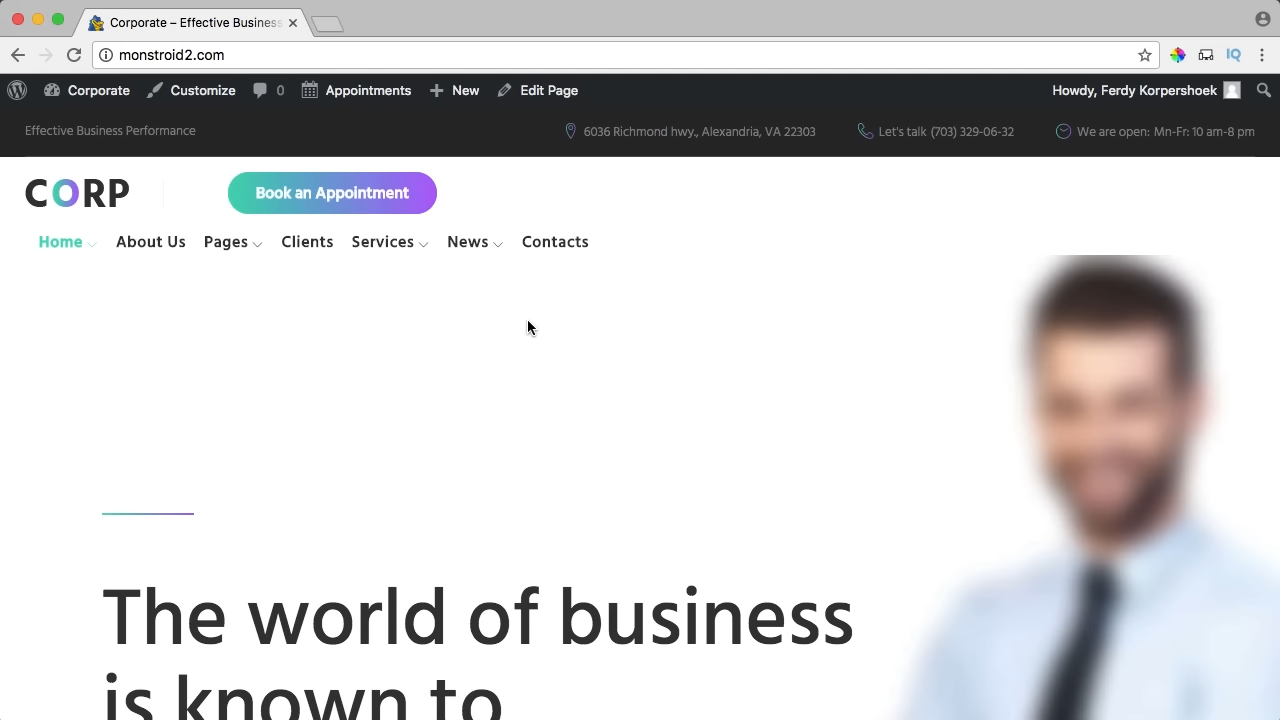 Corporate – Effective Business
monstroid2.com
Corporate Customize 0 Appointments New Edit Page Howdy, Ferdy Korpershoek
Effective Business Performance 6036 Richmond hwy., Alexandria, VA 22303 Let's talk (703) 329-06-32 We are open: Mn-Fr: 10 am-8 pm
CORP Book an Appointment
Home About Us Pages Clients Services News Contacts
The world of business
is known to